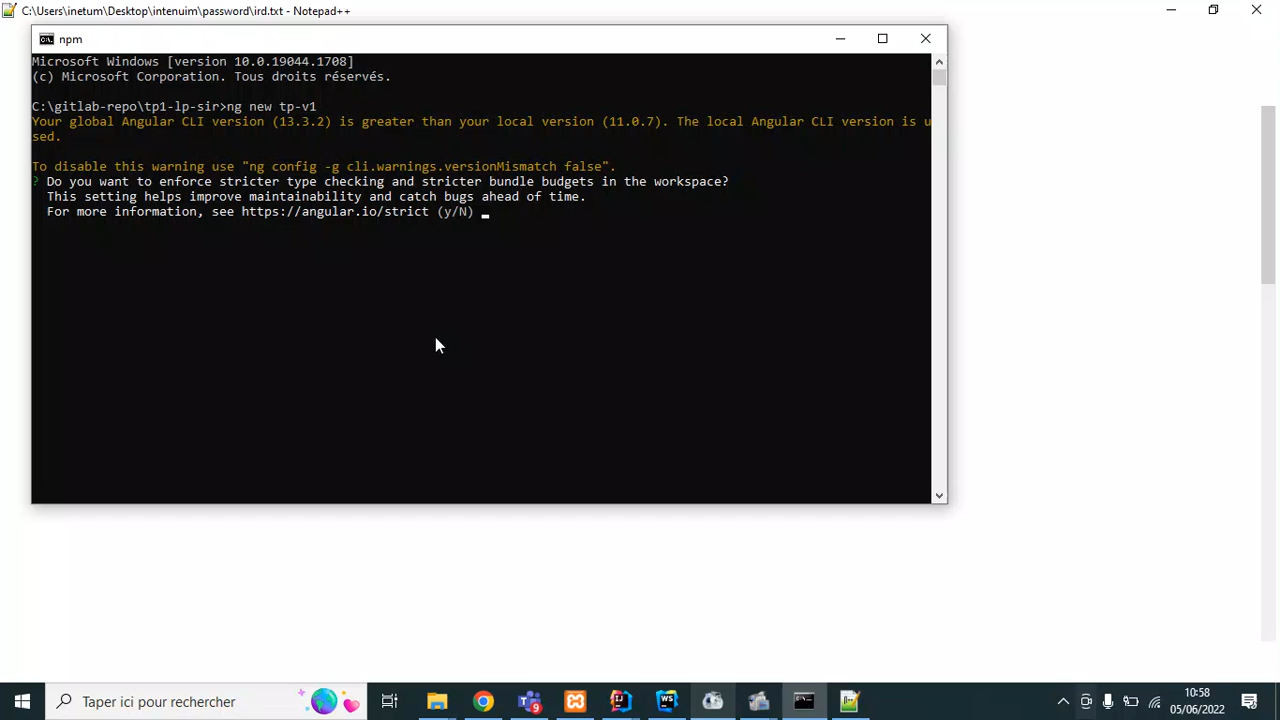 C:\Users\inetum\Desktop\intenuim\password\ird.txt - Notepad++
npm
Microsoft Windows [version 10.0.19044.1708]
(c) Microsoft Corporation. Tous droits réservés.
C:\gitlab-repo\tp1-lp-sir>ng new tp-v1
Your global Angular CLI version (13.3.2) is greater than your local version (11.0.7). The local Angular CLI version is u
sed.
To disable this warning use "ng config -g cli.warnings.versionMismatch false".
? Do you want to enforce stricter type checking and stricter bundle budgets in the workspace?
This setting helps improve maintainability and catch bugs ahead of time.
For more information, see https://angular.io/strict (y/N)
Taper ici pour rechercher
10:58
05/06/2022